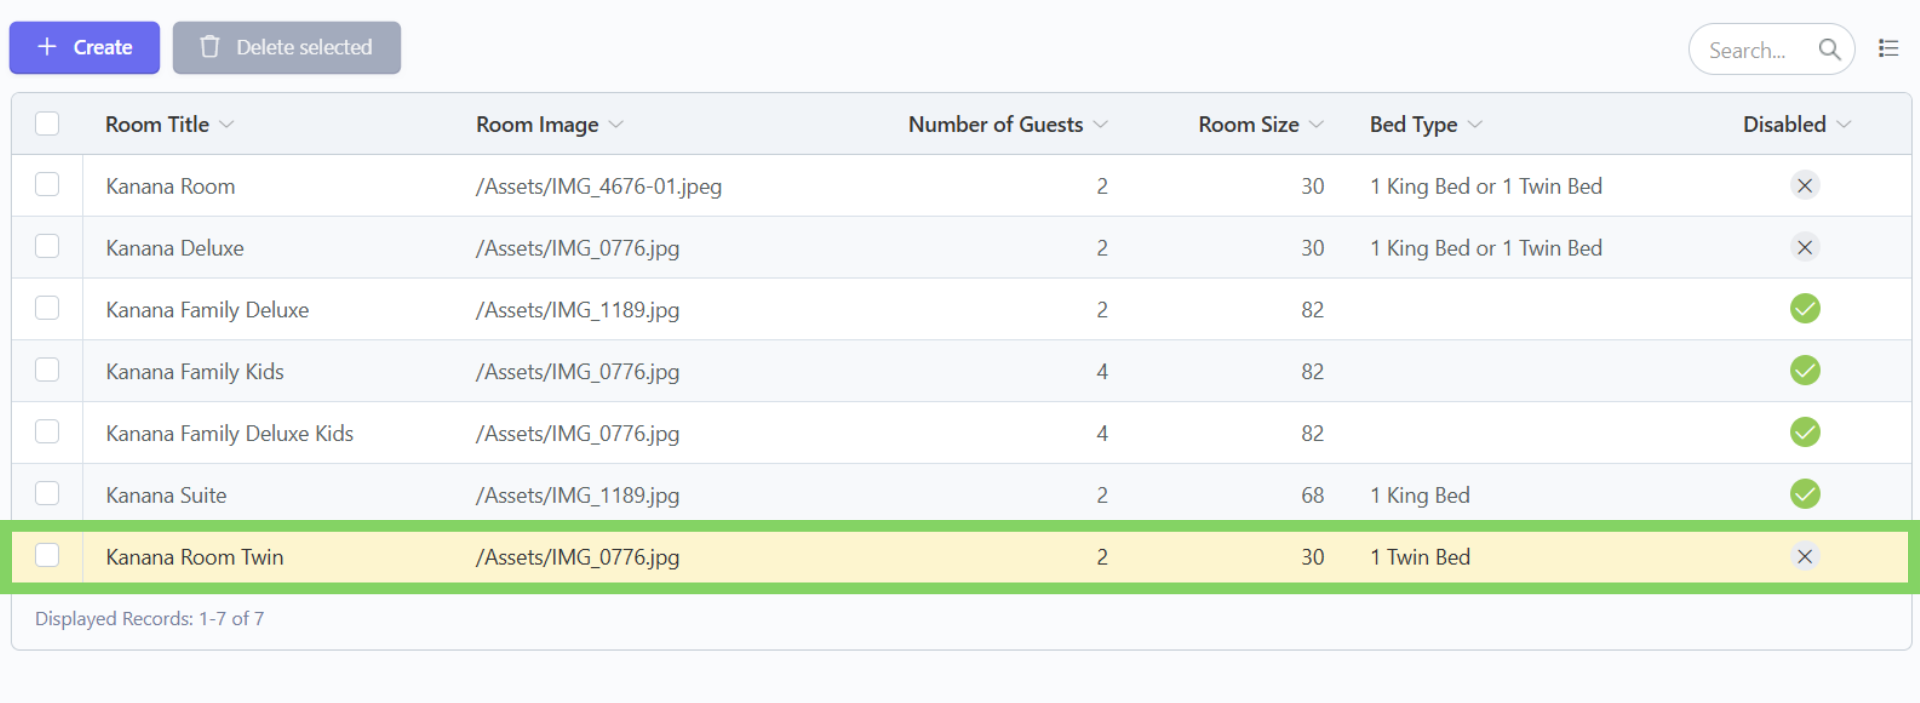 Create Delete selected Search...
Room Title Room Image Number of Guests Room Size Bed Type Disabled
Kanana Room /Assets/IMG_4676-01.jpeg 2 30 1 King Bed or 1 Twin Bed
Kanana Deluxe /Assets/IMG_0776.jpg 2 30 1 King Bed or 1 Twin Bed
Kanana Family Deluxe /Assets/IMG_1189.jpg 2 82
Kanana Family Kids /Assets/IMG_0776.jpg 4 82
Kanana Family Deluxe Kids /Assets/IMG_0776.jpg 4 82
Kanana Suite /Assets/IMG_1189.jpg 2 68 1 King Bed
Kanana Room Twin /Assets/IMG_0776.jpg 2 30 1 Twin Bed
Displayed Records: 1-7 of 7